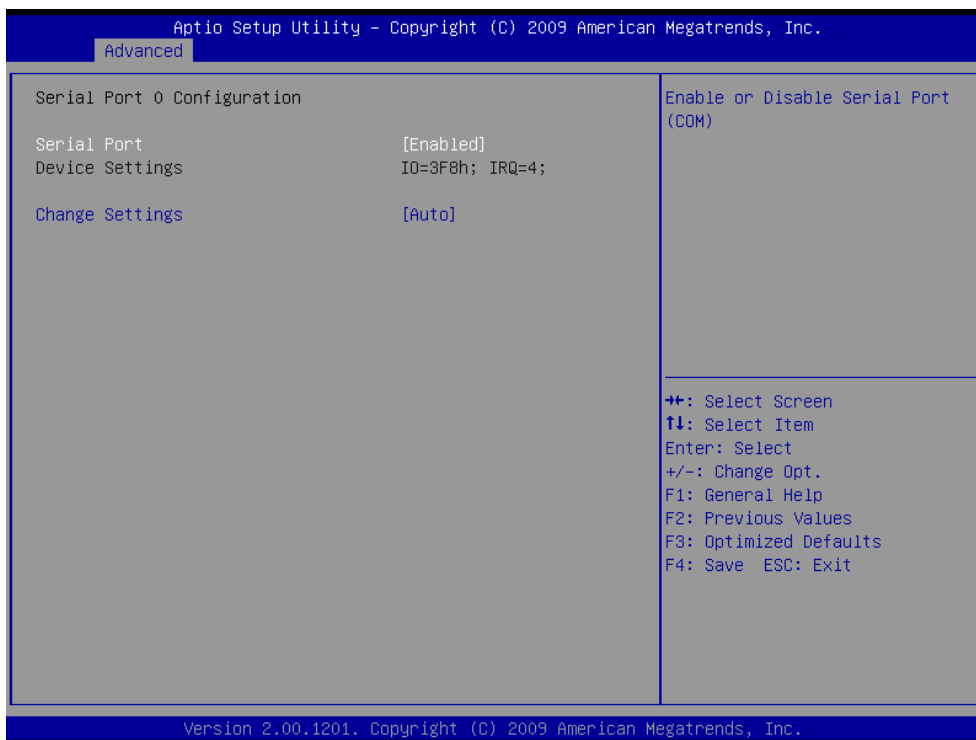 Aptio Setup Utility – Copyright (C) 2009 American Megatrends, Inc.
Advanced
Serial Port 0 Configuration
Serial Port [Enabled]
Device Settings IO=3F8h; IRQ=4;
Change Settings [Auto]
Enable or Disable Serial Port
(COM)
→←: Select Screen
↑↓: Select Item
Enter: Select
+/-: Change Opt.
F1: General Help
F2: Previous Values
F3: Optimized Defaults
F4: Save ESC: Exit
Version 2.00.1201. Copyright (C) 2009 American Megatrends, Inc.